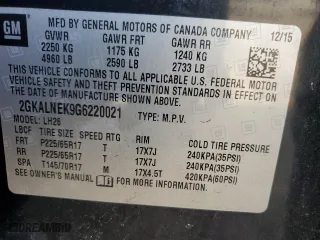 GM
MFD BY GENERAL MOTORS OF CANADA COMPANY 12/15
GVWR GAWR FRT GAWR RR
2250 KG 1175 KG 1240 KG
4960 LB 2590 LB 2733 LB
THIS VEHICLE CONFORMS TO ALL APPLICABLE U.S. FEDERAL MOTOR
VEHICLE SAFETY AND THEFT PREVENTION STANDARDS IN EFFECT ON
THE DATE OF MANUFACTURE SHOWN ABOVE.
2GKALNEK9G6220021 TYPE: M.P.V.
MODEL: LH26
LBCF TIRE SIZE SPEED RTG RIM COLD TIRE PRESSURE
FRT P225/65R17 T 17X7J 240KPA(35PSI)
RR P225/65R17 T 17X7J 240KPA(35PSI)
SPA T145/70R17 M 17X4.5T 420KPA(60PSI)
SEE OWNER'S MANUAL FOR ADDITIONAL INFORMATION.